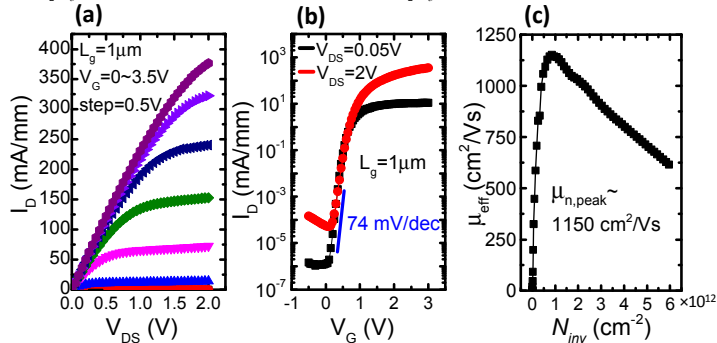 (a)
L_g=1μm
V_G=0~3.5V
step=0.5V
I_D (mA/mm)
400
350
300
250
200
150
100
50
0
0.0 0.5 1.0 1.5 2.0
V_DS (V)
(b)
V_DS=0.05V
V_DS=2V
L_g=1μm
74 mV/dec
I_D (mA/mm)
10^3
10^1
10^-1
10^-3
10^-5
10^-7
-1 0 1 2 3
V_G (V)
(c)
μ_eff (cm²/Vs)
1250
1000
750
500
250
0
μ_n,peak~
1150 cm²/Vs
0 1 2 3 4 5 6 ×10^12
N_inv (cm^-2)